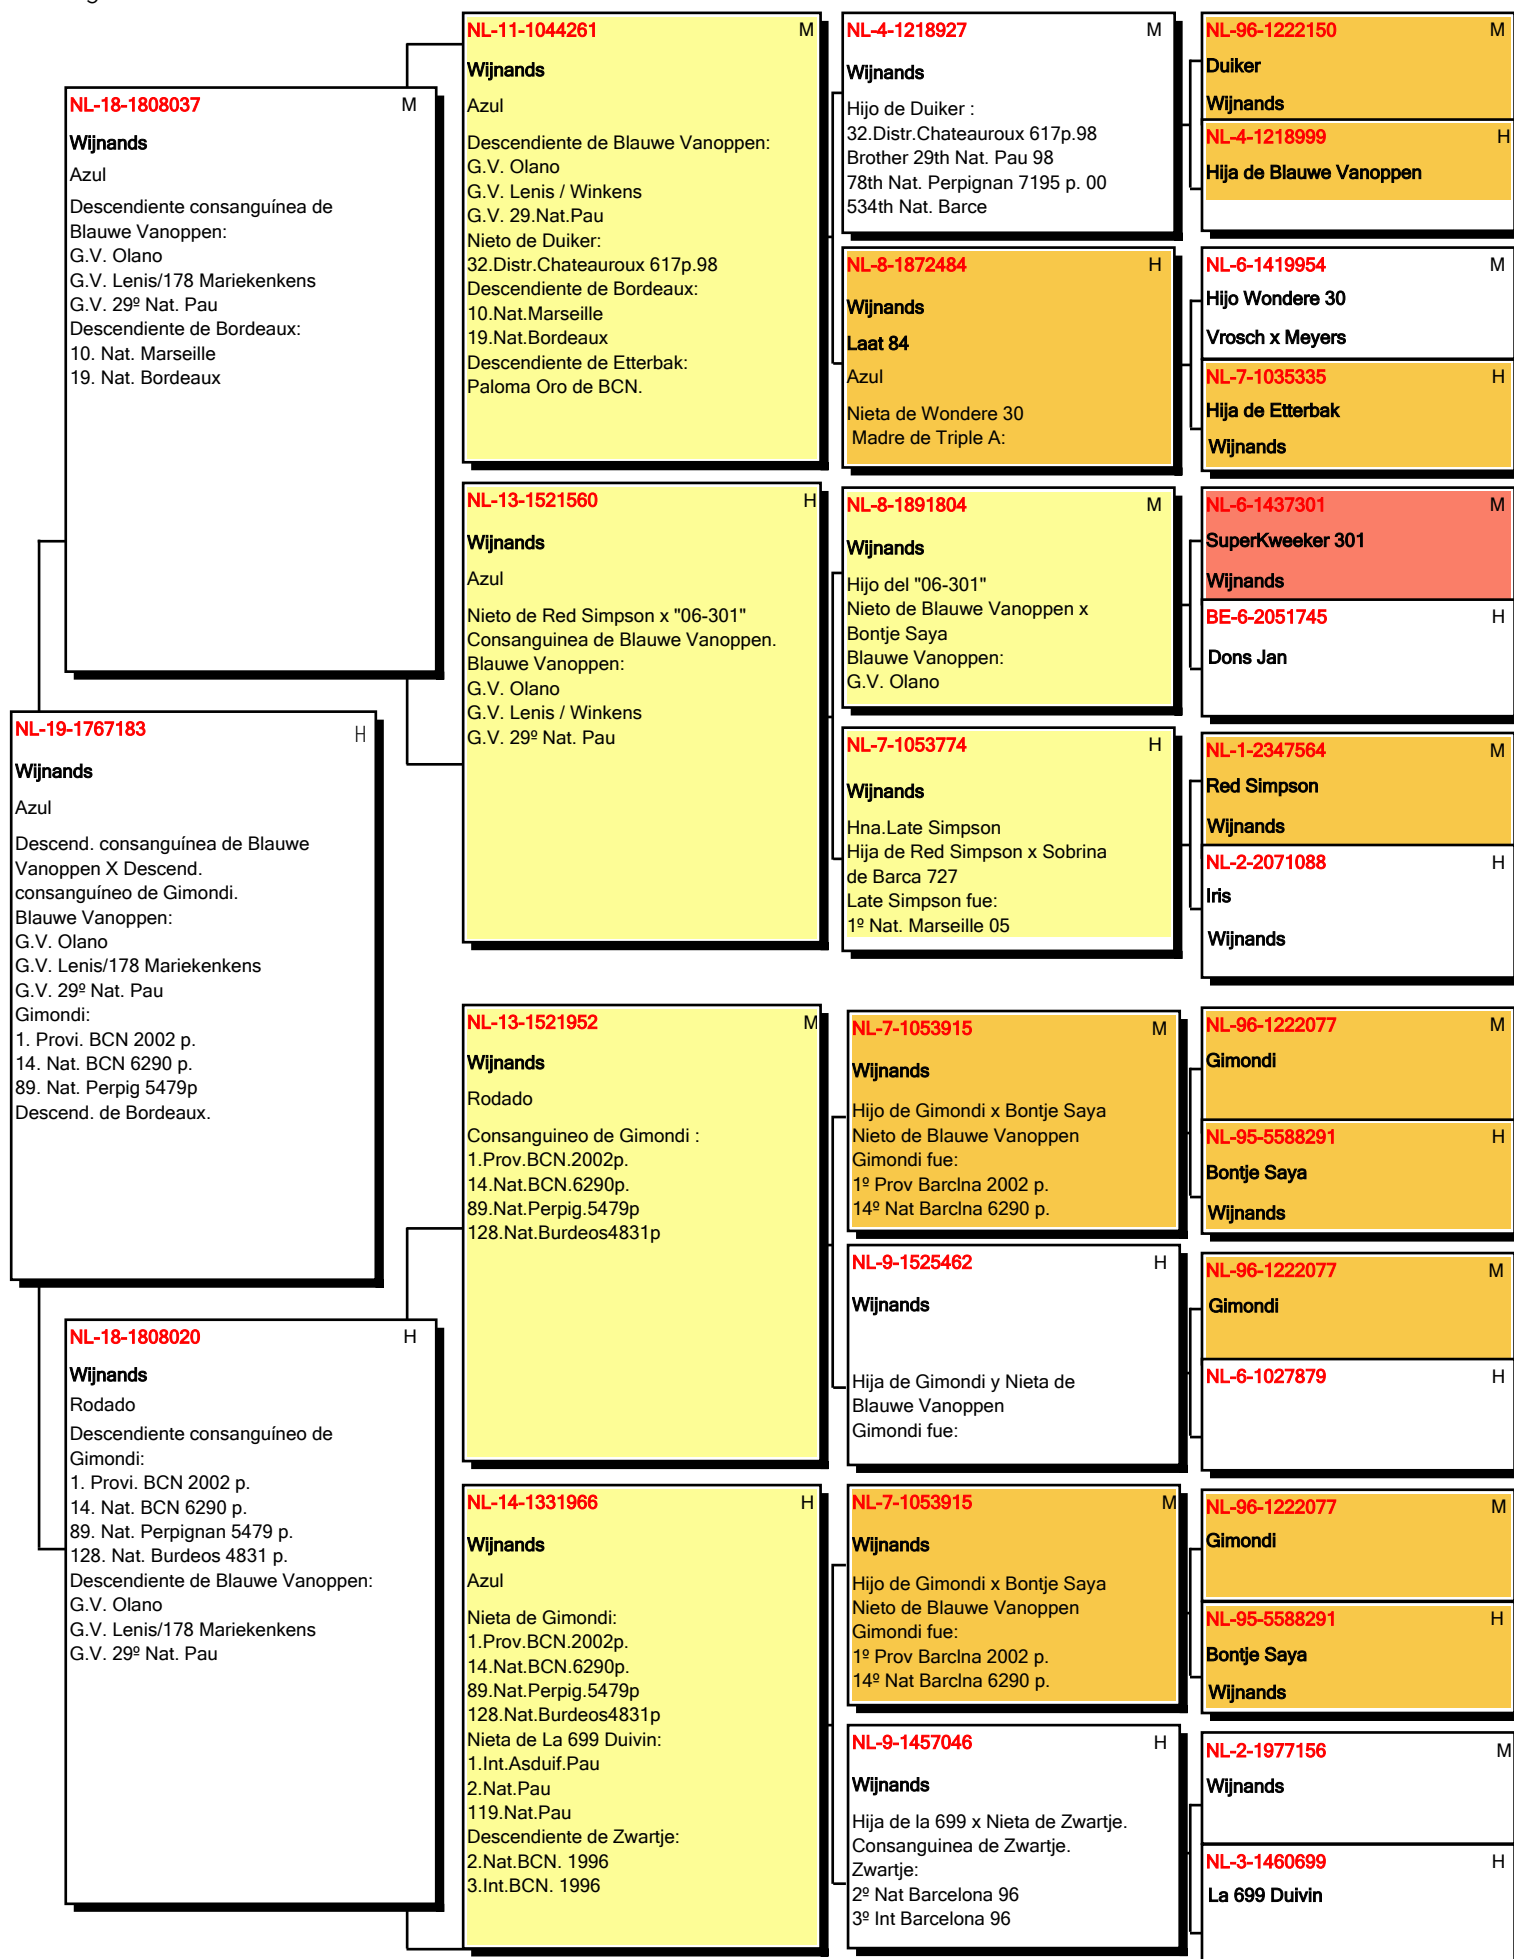 NL-19-1767183 H
Wijnands
Azul
Descend. consanguínea de Blauwe
Vanoppen X Descend.
consanguíneo de Gimondi.
Blauwe Vanoppen:
G.V. Olano
G.V. Lenis/178 Mariekenkens
G.V. 29º Nat. Pau
Gimondi:
1. Provi. BCN 2002 p.
14. Nat. BCN 6290 p.
89. Nat. Perpig 5479p
Descend. de Bordeaux.
NL-18-1808037 M
Wijnands
Azul
Descendiente consanguínea de
Blauwe Vanoppen:
G.V. Olano
G.V. Lenis/178 Mariekenkens
G.V. 29º Nat. Pau
Descendiente de Bordeaux:
10. Nat. Marseille
19. Nat. Bordeaux
NL-18-1808020 H
Wijnands
Rodado
Descendiente consanguíneo de
Gimondi:
1. Provi. BCN 2002 p.
14. Nat. BCN 6290 p.
89. Nat. Perpignan 5479 p.
128. Nat. Burdeos 4831 p.
Descendiente de Blauwe Vanoppen:
G.V. Olano
G.V. Lenis/178 Mariekenkens
G.V. 29º Nat. Pau
NL-11-1044261 M
Wijnands
Azul
Descendiente de Blauwe Vanoppen:
G.V. Olano
G.V. Lenis / Winkens
G.V. 29.Nat.Pau
Nieto de Duiker:
32.Distr.Chateauroux 617p.98
Descendiente de Bordeaux:
10.Nat.Marseille
19.Nat.Bordeaux
Descendiente de Etterbak:
Paloma Oro de BCN.
NL-13-1521560 H
Wijnands
Azul
Nieto de Red Simpson x "06-301"
Consanguinea de Blauwe Vanoppen.
Blauwe Vanoppen:
G.V. Olano
G.V. Lenis / Winkens
G.V. 29º Nat. Pau
NL-13-1521952 M
Wijnands
Rodado
Consanguineo de Gimondi :
1.Prov.BCN.2002p.
14.Nat.BCN.6290p.
89.Nat.Perpig.5479p
128.Nat.Burdeos4831p
NL-14-1331966 H
Wijnands
Azul
Nieta de Gimondi:
1.Prov.BCN.2002p.
14.Nat.BCN.6290p.
89.Nat.Perpig.5479p
128.Nat.Burdeos4831p
Nieta de La 699 Duivin:
1.Int.Asduif.Pau
2.Nat.Pau
119.Nat.Pau
Descendiente de Zwartje:
2.Nat.BCN. 1996
3.Int.BCN. 1996
NL-4-1218927 M
Wijnands
Hijo de Duiker :
32.Distr.Chateauroux 617p.98
Brother 29th Nat. Pau 98
78th Nat. Perpignan 7195 p. 00
534th Nat. Barce
NL-8-1872484 H
Wijnands
Laat 84
Azul
Nieta de Wondere 30
Madre de Triple A:
NL-8-1891804 M
Wijnands
Hijo del "06-301"
Nieto de Blauwe Vanoppen x
Bontje Saya
Blauwe Vanoppen:
G.V. Olano
NL-7-1053774 H
Wijnands
Hna.Late Simpson
Hija de Red Simpson x Sobrina
de Barca 727
Late Simpson fue:
1º Nat. Marseille 05
NL-7-1053915 M
Wijnands
Hijo de Gimondi x Bontje Saya
Nieto de Blauwe Vanoppen
Gimondi fue:
1º Prov Barclna 2002 p.
14º Nat Barclna 6290 p.
NL-9-1525462 H
Wijnands
Hija de Gimondi y Nieta de
Blauwe Vanoppen
Gimondi fue:
NL-7-1053915 M
Wijnands
Hijo de Gimondi x Bontje Saya
Nieto de Blauwe Vanoppen
Gimondi fue:
1º Prov Barclna 2002 p.
14º Nat Barclna 6290 p.
NL-9-1457046 H
Wijnands
Hija de la 699 x Nieta de Zwartje.
Consanguinea de Zwartje.
Zwartje:
2º Nat Barcelona 96
3º Int Barcelona 96
NL-96-1222150 M
Duiker
Wijnands
NL-4-1218999 H
Hija de Blauwe Vanoppen
NL-6-1419954 M
Hijo Wondere 30
Vrosch x Meyers
NL-7-1035335 H
Hija de Etterbak
Wijnands
NL-6-1437301 M
SuperKweeker 301
Wijnands
BE-6-2051745 H
Dons Jan
NL-1-2347564 M
Red Simpson
Wijnands
NL-2-2071088 H
Iris
Wijnands
NL-96-1222077 M
Gimondi
NL-95-5588291 H
Bontje Saya
Wijnands
NL-96-1222077 M
Gimondi
NL-6-1027879 H
NL-96-1222077 M
Gimondi
NL-95-5588291 H
Bontje Saya
Wijnands
NL-2-1977156 M
Wijnands
NL-3-1460699 H
La 699 Duivin